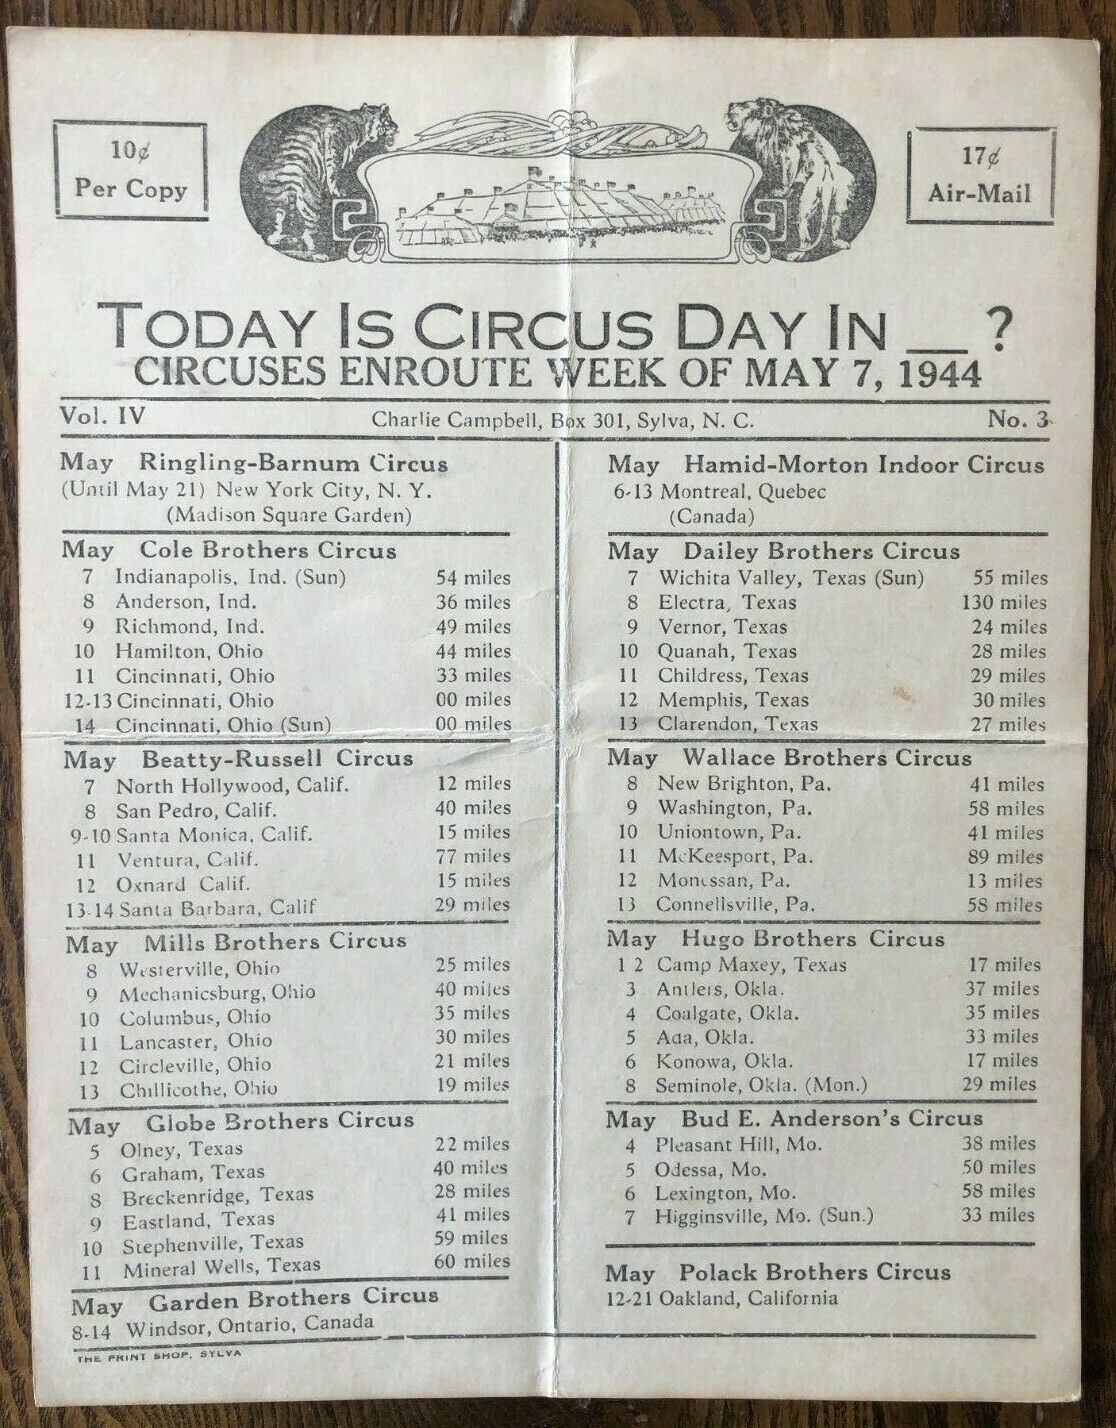 10¢
Per Copy
17¢
Air-Mail
TODAY IS CIRCUS DAY IN __ ?
CIRCUSES ENROUTE WEEK OF MAY 7, 1944
Vol. IV Charlie Campbell, Box 301, Sylva, N. C. No. 3
May Ringling-Barnum Circus
(Until May 21) New York City, N. Y.
(Madison Square Garden)
May Cole Brothers Circus
7 Indianapolis, Ind. (Sun) 54 miles
8 Anderson, Ind. 36 miles
9 Richmond, Ind. 49 miles
10 Hamilton, Ohio 44 miles
11 Cincinnati, Ohio 33 miles
12-13 Cincinnati, Ohio 00 miles
14 Cincinnati, Ohio (Sun) 00 miles
May Beatty-Russell Circus
7 North Hollywood, Calif. 12 miles
8 San Pedro, Calif. 40 miles
9-10 Santa Monica, Calif. 15 miles
11 Ventura, Calif. 77 miles
12 Oxnard Calif. 15 miles
13-14 Santa Barbara, Calif 29 miles
May Mills Brothers Circus
8 Westerville, Ohio 25 miles
9 Mechanicsburg, Ohio 40 miles
10 Columbus, Ohio 35 miles
11 Lancaster, Ohio 30 miles
12 Circleville, Ohio 21 miles
13 Chillicothe, Ohio 19 miles
May Globe Brothers Circus
5 Olney, Texas 22 miles
6 Graham, Texas 40 miles
8 Breckenridge, Texas 28 miles
9 Eastland, Texas 41 miles
10 Stephenville, Texas 59 miles
11 Mineral Wells, Texas 60 miles
May Garden Brothers Circus
8-14 Windsor, Ontario, Canada
THE PRINT SHOP, SYLVA
May Hamid-Morton Indoor Circus
6-13 Montreal, Quebec
(Canada)
May Dailey Brothers Circus
7 Wichita Valley, Texas (Sun) 55 miles
8 Electra, Texas 130 miles
9 Vernor, Texas 24 miles
10 Quanah, Texas 28 miles
11 Childress, Texas 29 miles
12 Memphis, Texas 30 miles
13 Clarendon, Texas 27 miles
May Wallace Brothers Circus
8 New Brighton, Pa. 41 miles
9 Washington, Pa. 58 miles
10 Uniontown, Pa. 41 miles
11 McKeesport, Pa. 89 miles
12 Monessan, Pa. 13 miles
13 Connellsville, Pa. 58 miles
May Hugo Brothers Circus
1 2 Camp Maxey, Texas 17 miles
3 Antlers, Okla. 37 miles
4 Coalgate, Okla. 35 miles
5 Ada, Okla. 33 miles
6 Konowa, Okla. 17 miles
8 Seminole, Okla. (Mon.) 29 miles
May Bud E. Anderson's Circus
4 Pleasant Hill, Mo. 38 miles
5 Odessa, Mo. 50 miles
6 Lexington, Mo. 58 miles
7 Higginsville, Mo. (Sun.) 33 miles
May Polack Brothers Circus
12-21 Oakland, California